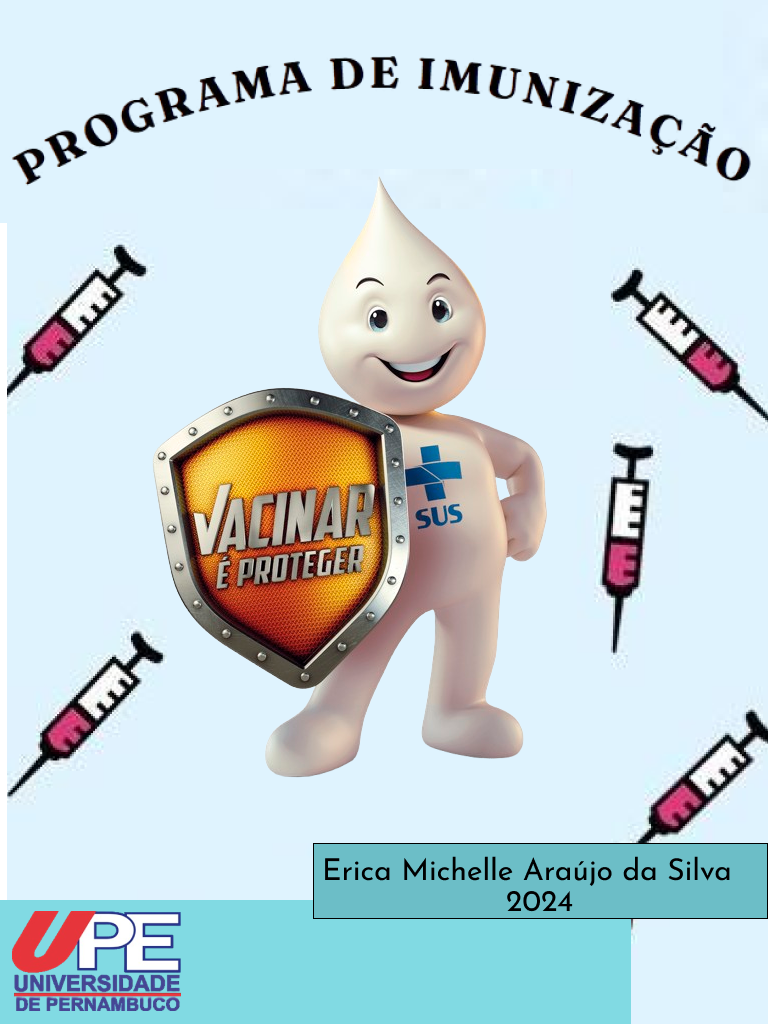 PROGRAMA DE IMUNIZAÇÃO
VACINAR
É PROTEGER
SUS
Erica Michelle Araújo da Silva
2024
UPE
UNIVERSIDADE
DE PERNAMBUCO